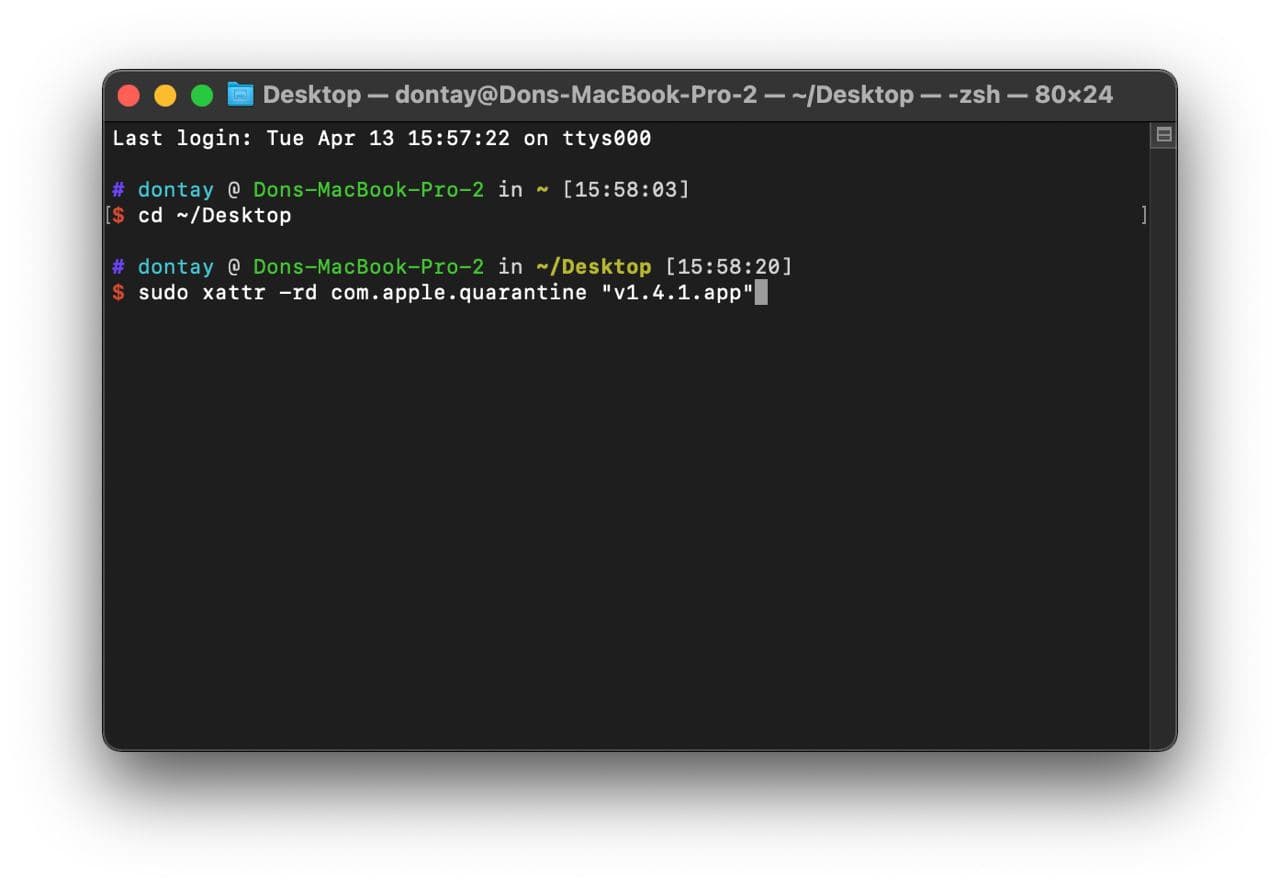 Desktop — dontay@Dons-MacBook-Pro-2 — ~/Desktop — -zsh — 80×24
Last login: Tue Apr 13 15:57:22 on ttys000
# dontay @ Dons-MacBook-Pro-2 in ~ [15:58:03]
[$ cd ~/Desktop ]
# dontay @ Dons-MacBook-Pro-2 in ~/Desktop [15:58:20]
$ sudo xattr -rd com.apple.quarantine "v1.4.1.app"